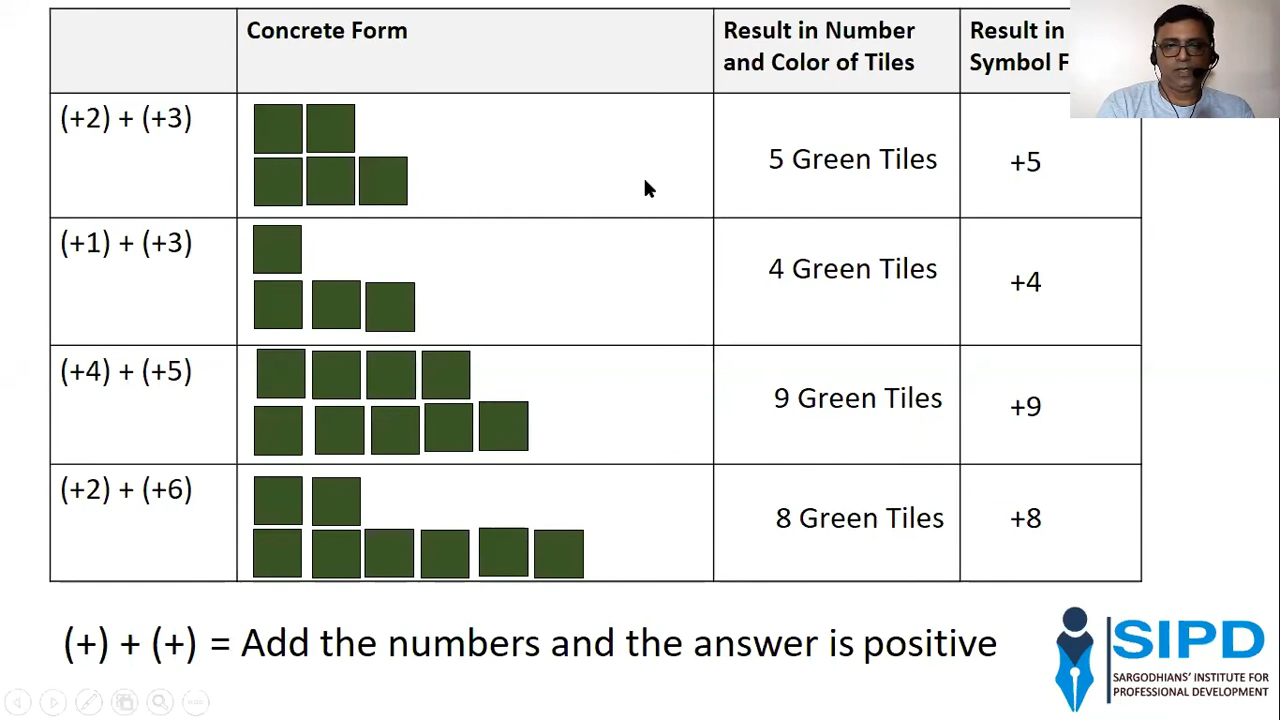 Concrete Form
Result in Number
and Color of Tiles
Result in
Symbol F
(+2) + (+3)
5 Green Tiles
+5
(+1) + (+3)
4 Green Tiles
+4
(+4) + (+5)
9 Green Tiles
+9
(+2) + (+6)
8 Green Tiles
+8
(+) + (+) = Add the numbers and the answer is positive
SIPD
SARGODHIANS' INSTITUTE FOR
PROFESSIONAL DEVELOPMENT